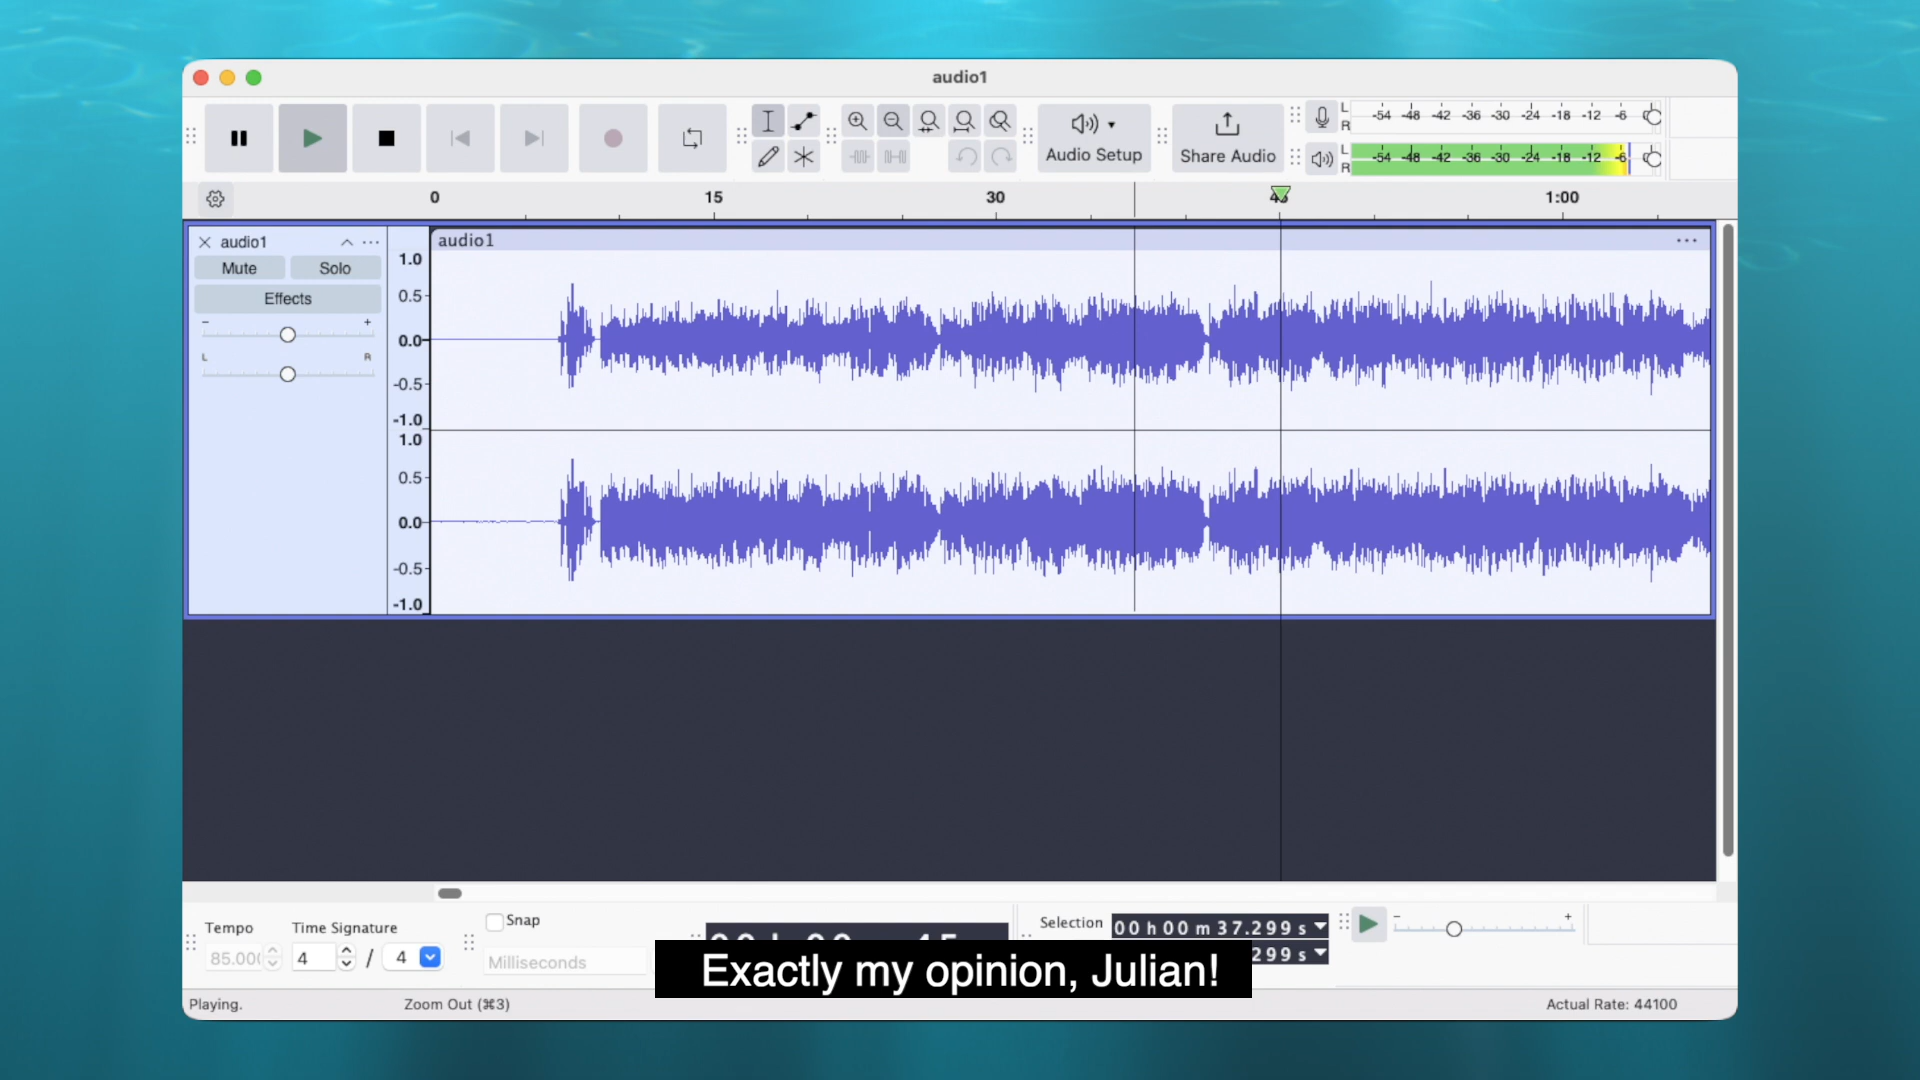 audio1
Audio Setup
Share Audio
L
R
-54 -48 -42 -36 -30 -24 -18 -12 -6 0
L
R
-54 -48 -42 -36 -30 -24 -18 -12 -6 0
0 15 30 45 1:00
audio1
Mute Solo
Effects
- +
L R
audio1
1.0
0.5
0.0
-0.5
-1.0
1.0
0.5
0.0
-0.5
-1.0
Tempo
85.00
Time Signature
4 / 4
Snap
Milliseconds
Selection
00 h 00 m 37.299 s
299 s
- +
Exactly my opinion, Julian!
Playing.
Zoom Out (⌘3)
Actual Rate: 44100